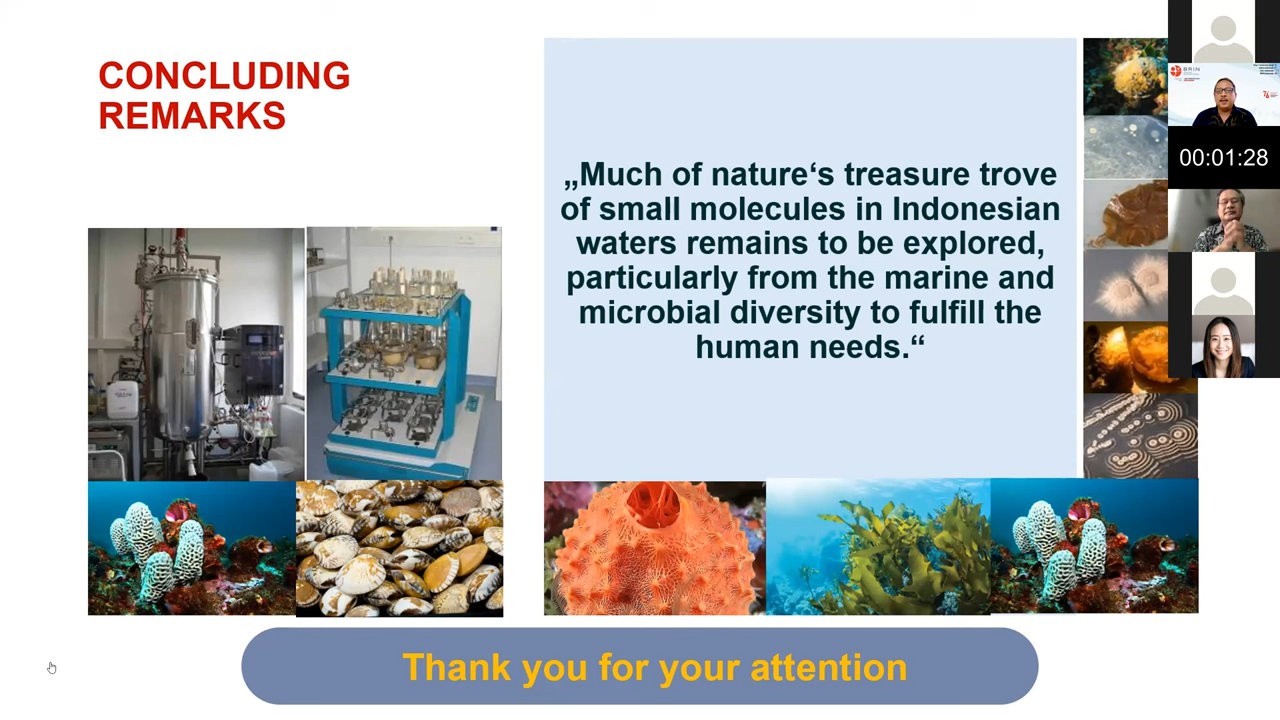 CONCLUDING
REMARKS
„Much of nature‘s treasure trove
of small molecules in Indonesian
waters remains to be explored,
particularly from the marine and
microbial diversity to fulfill the
human needs.“
Thank you for your attention
BRIN
00:01:28